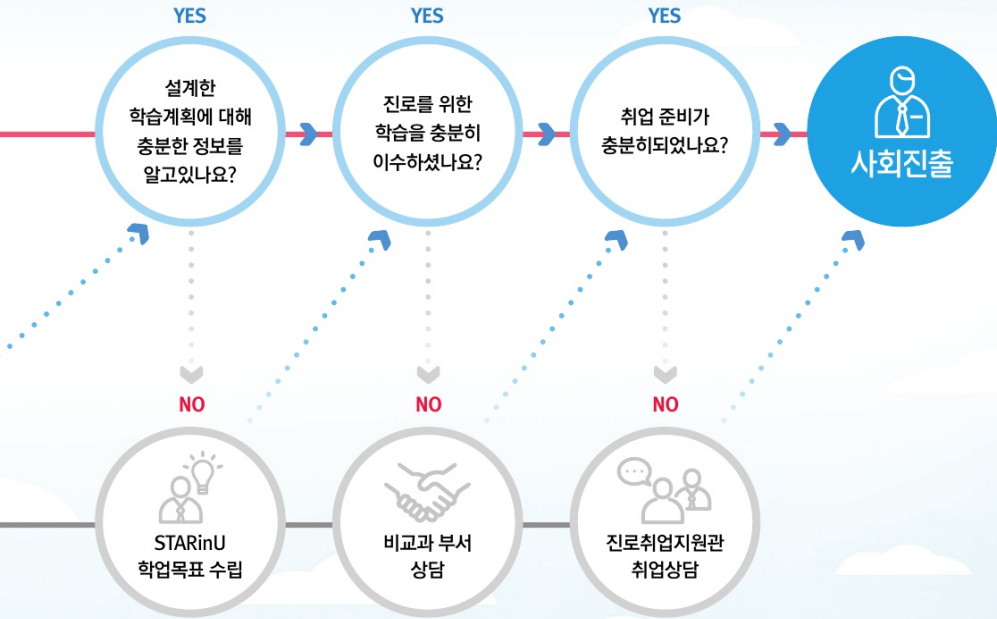 YES
YES
YES
설계한
학습계획에 대해
충분한 정보를
알고있나요?
진로를 위한
학습을 충분히
이수하셨나요?
취업 준비가
충분히되었나요?
사회진출
NO
NO
NO
STARinU
학업목표 수립
비교과 부서
상담
진로취업지원관
취업상담